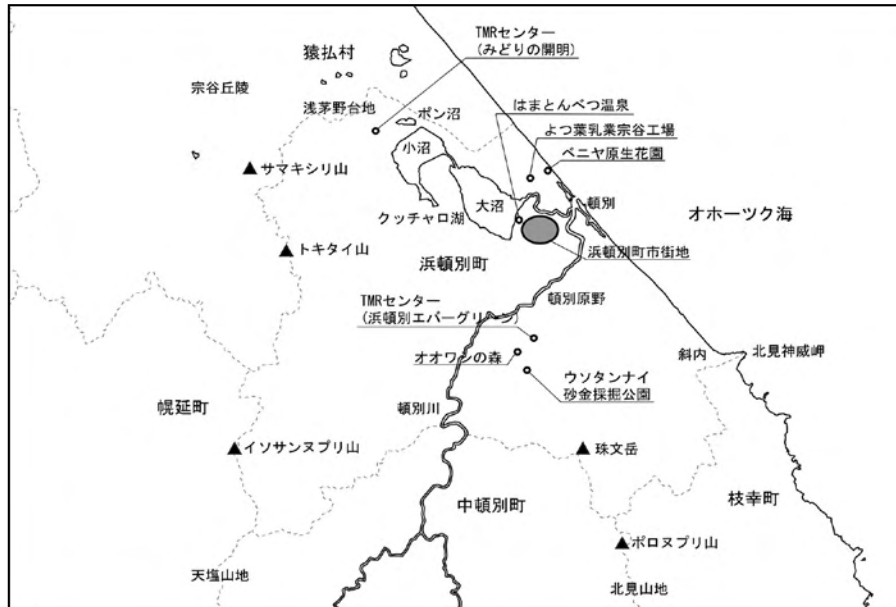 TMRセンター
(みどりの開明)
猿払村
宗谷丘陵
浅茅野台地
ポン沼
はまとんべつ温泉
よつ葉乳業宗谷工場
ベニヤ原生花園
小沼
サマキシリ山
大沼
頓別
クッチャロ湖
オホーツク海
トキタイ山
浜頓別町市街地
浜頓別町
TMRセンター
(浜頓別エバーグリーン)
頓別原野
オオワシの森
斜内
北見神威岬
ウソタンナイ
砂金採掘公園
幌延町
頓別川
イソサンヌプリ山
珠文岳
中頓別町
枝幸町
ポロヌプリ山
天塩山地
北見山地